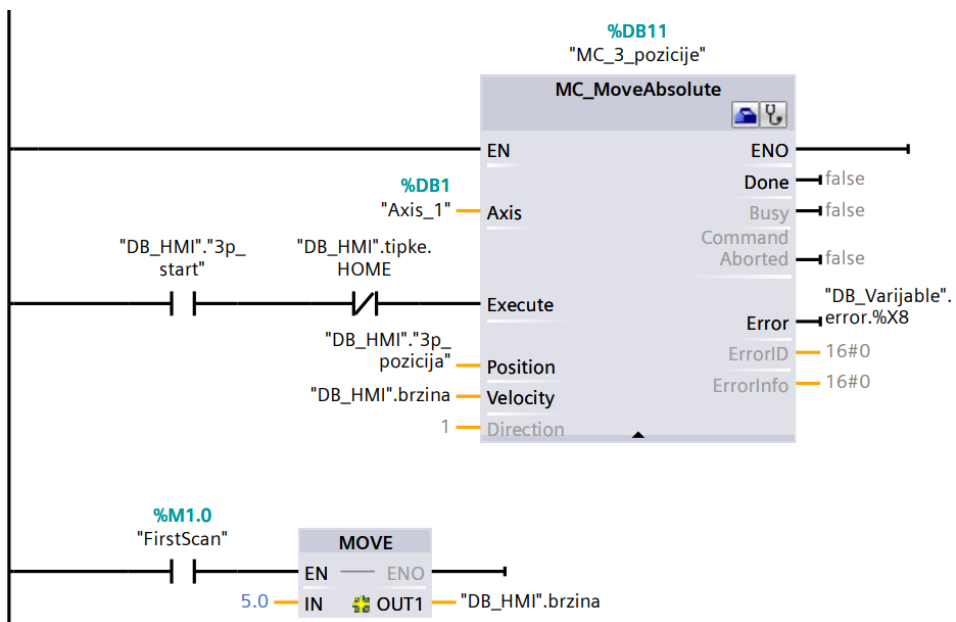 %DB11
"MC_3_pozicije"
MC_MoveAbsolute
EN
ENO
Done
false
%DB1
"Axis_1"
Axis
Busy
false
Command
Aborted
false
"DB_HMI"."3p_
start"
"DB_HMI".tipke.
HOME
Execute
"DB_Varijable".
error.%X8
Error
"DB_HMI"."3p_
pozicija"
Position
ErrorID
16#0
"DB_HMI".brzina
Velocity
ErrorInfo
16#0
1
Direction
%M1.0
"FirstScan"
MOVE
EN
ENO
5.0
IN
OUT1
"DB_HMI".brzina